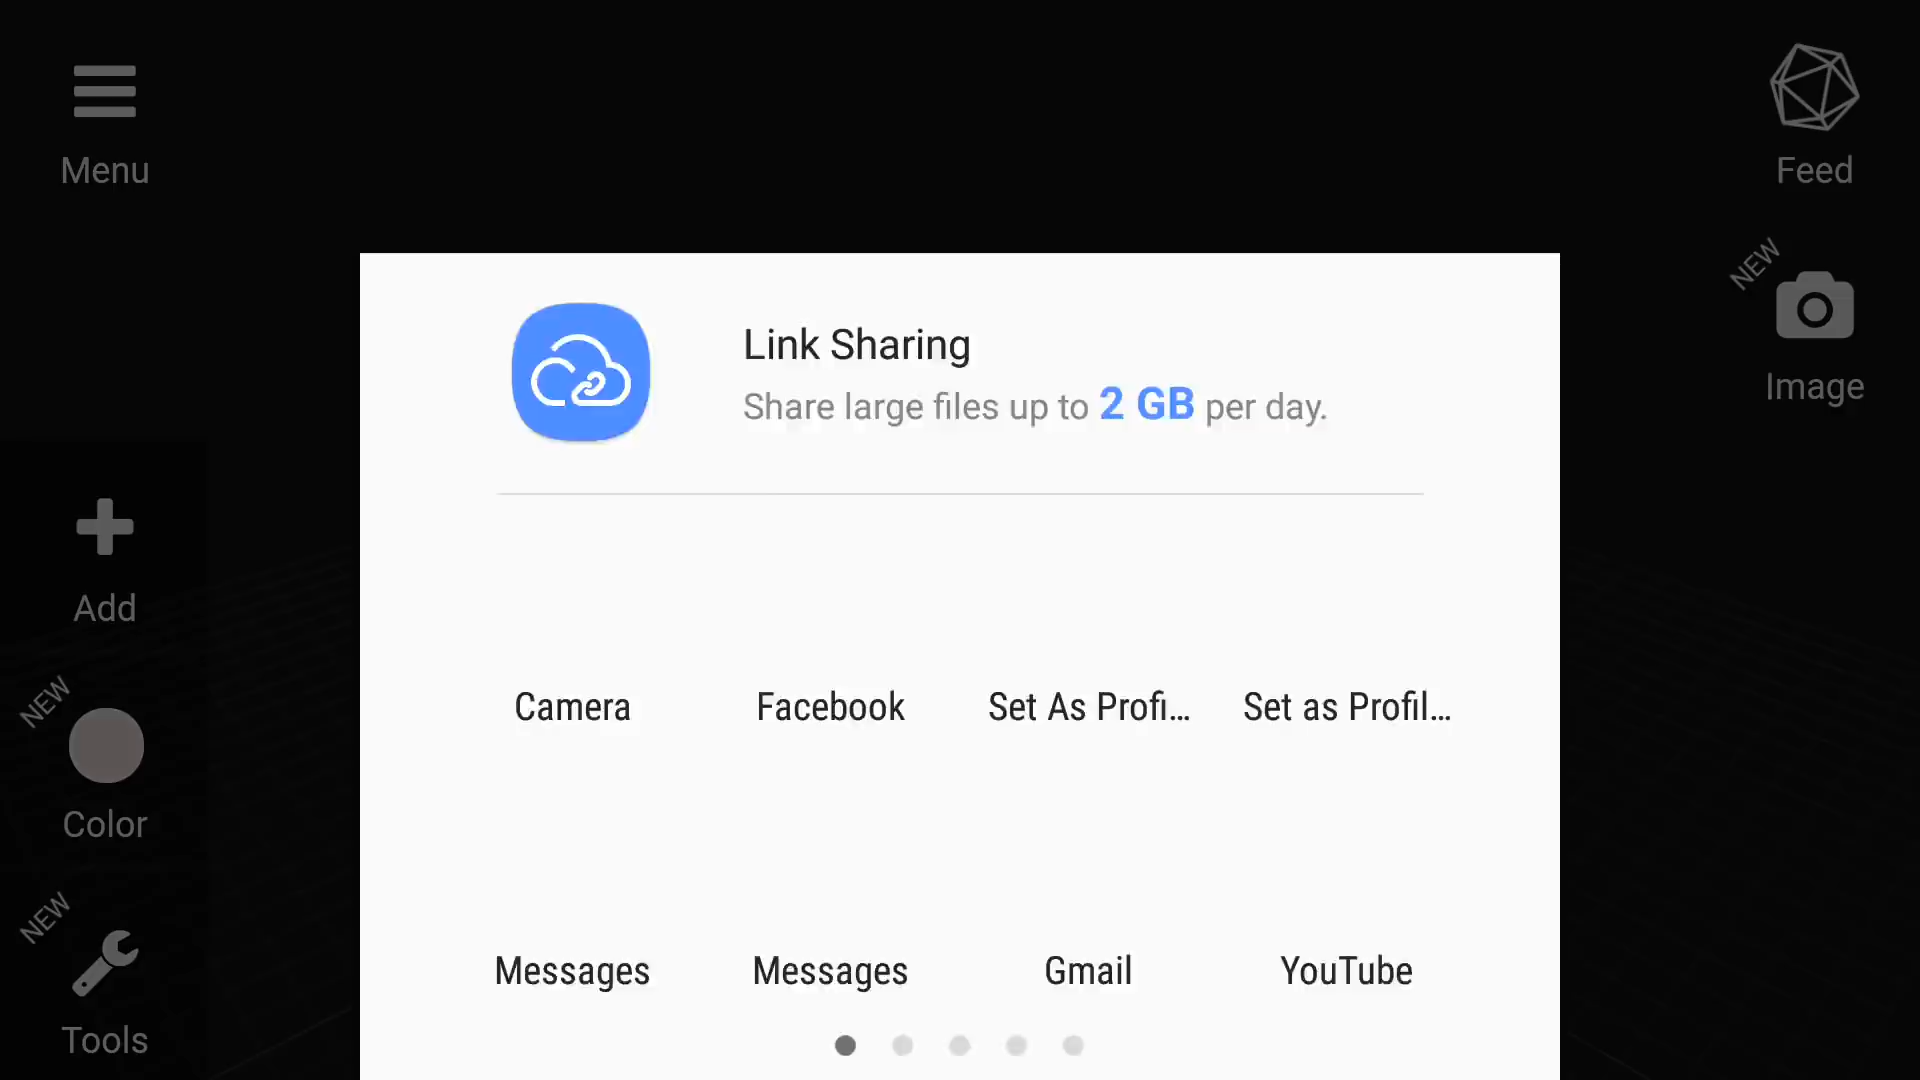 Menu
Feed
NEW
Image
Link Sharing
Share large files up to 2 GB per day.
Add
Camera
Facebook
Set As Profi...
Set as Profil...
NEW
Color
NEW
Messages
Messages
Gmail
YouTube
Tools